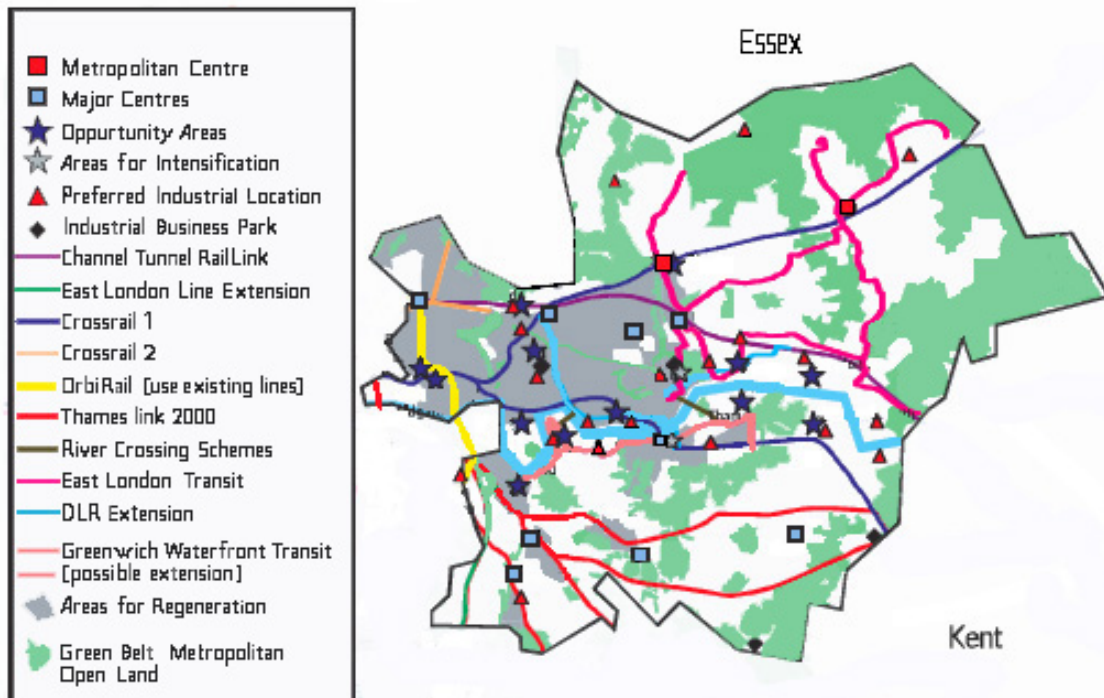 Essex
Metropolitan Centre
Major Centres
Oppurtunity Areas
Areas for Intensification
Preferred Industrial Location
Industrial Business Park
Channel Tunnel Rail Link
East London Line Extension
Crossrail 1
Crossrail 2
OrbiRail (use existing lines)
Thames link 2000
River Crossing Schemes
East London Transit
DLR Extension
Greenwich Waterfront Transit
(possible extension)
Areas for Regeneration
Green Belt Metropolitan
Open Land
Kent